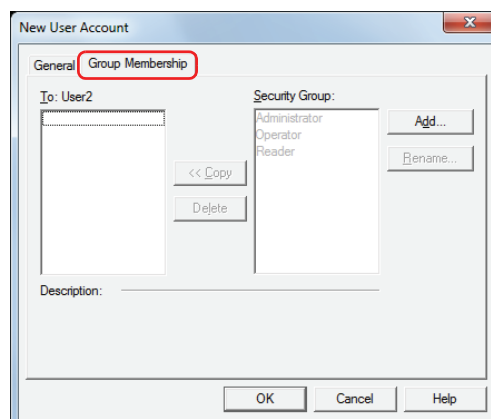 New User Account
General
Group Membership
To: User2
Security Group:
Administrator
Operator
Reader
Add...
Rename...
<< Copy
Delete
Description:
OK
Cancel
Help